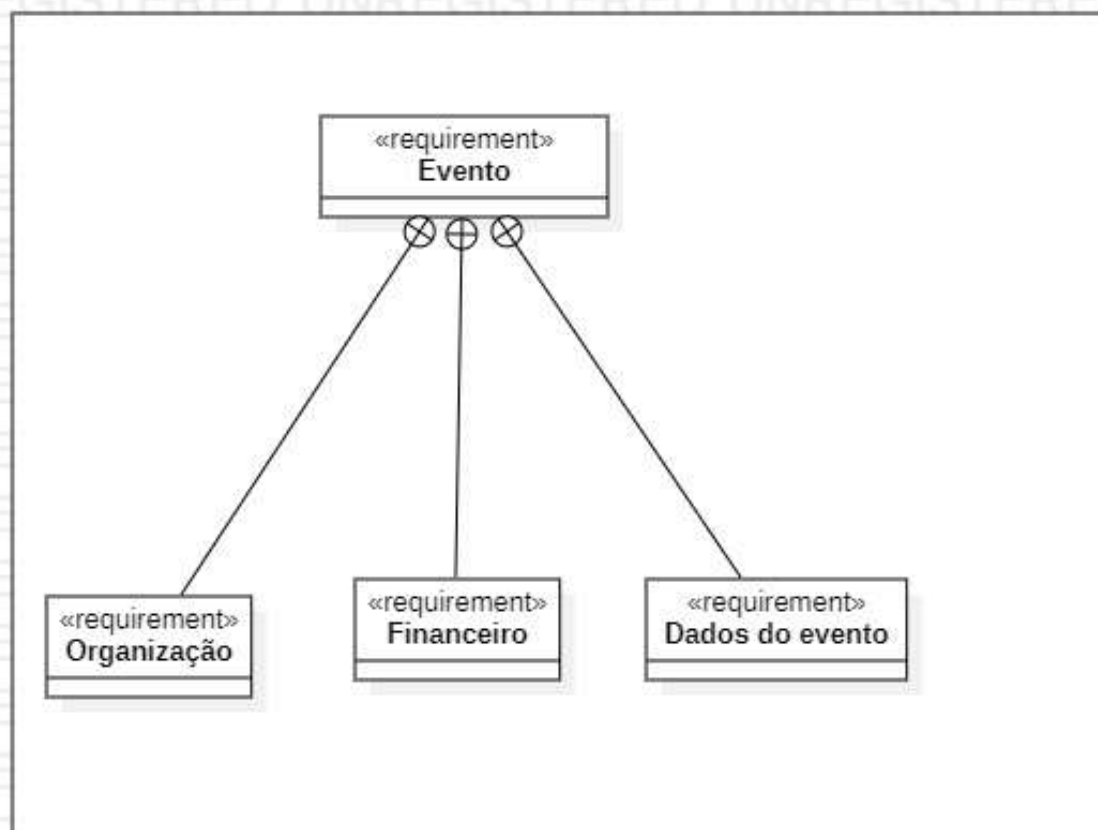 «requirement»
Evento
«requirement»
Organização
«requirement»
Financeiro
«requirement»
Dados do evento